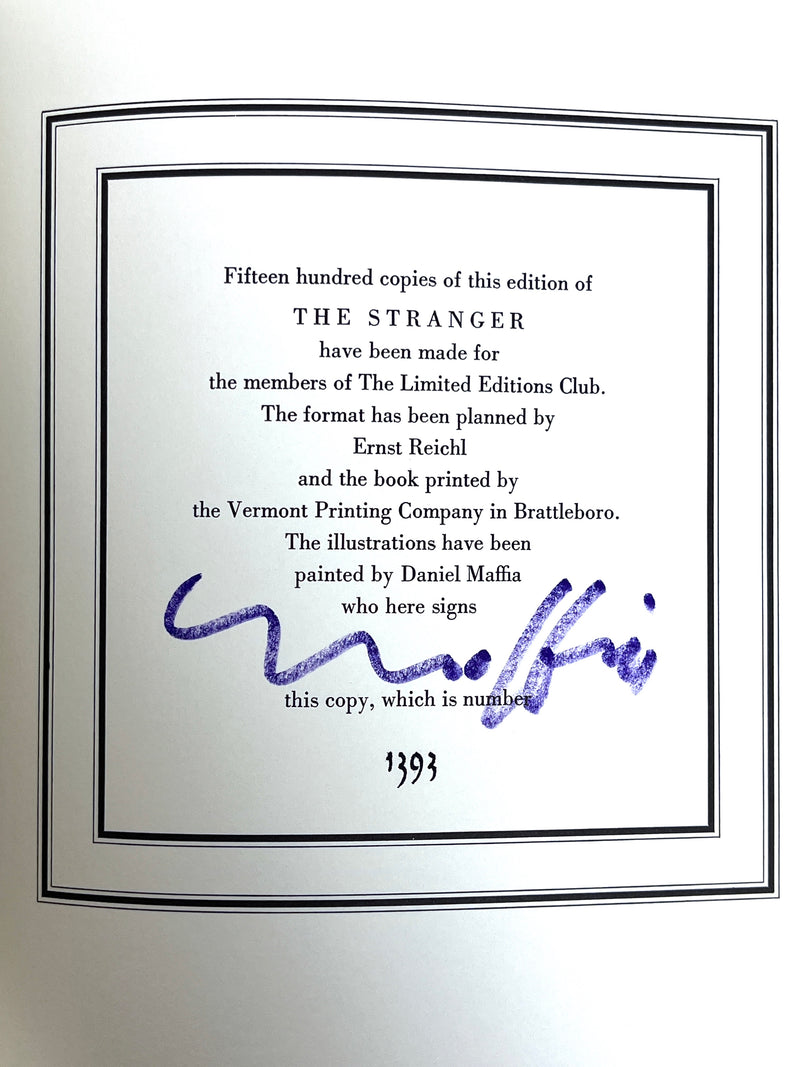 Fifteen hundred copies of this edition of
THE STRANGER
have been made for
the members of The Limited Editions Club.
The format has been planned by
Ernst Reichl
and the book printed by
the Vermont Printing Company in Brattleboro.
The illustrations have been
painted by Daniel Maffia
who here signs
Maffia
this copy, which is number
1393